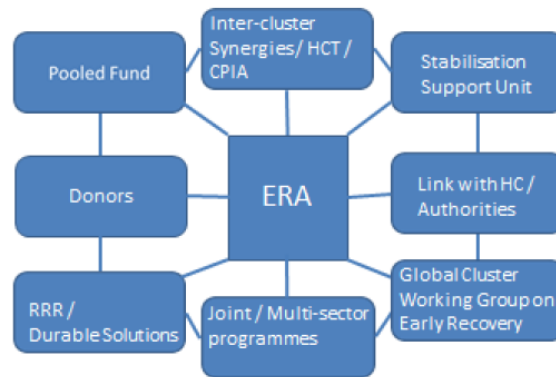 Inter-cluster
Synergies/ HCT /
CPIA
Pooled Fund
Stabilisation
Support Unit
Donors
ERA
Link with HC /
Authorities
RRR /
Durable Solutions
Joint / Multi-sector
programmes
Global Cluster
Working Group on
Early Recovery